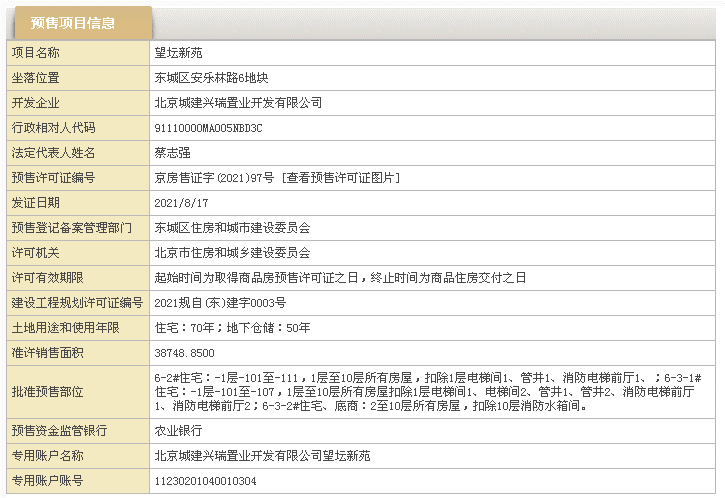 预售项目信息
项目名称 望坛新苑
坐落位置 东城区安乐林路6地块
开发企业 北京城建兴瑞置业开发有限公司
行政相对人代码 91110000MA005NBD3C
法定代表人姓名 蔡志强
预售许可证编号 京房售证字(2021)97号 [查看预售许可证图片]
发证日期 2021/8/17
预售登记备案管理部门 东城区住房和城市建设委员会
许可机关 北京市住房和城乡建设委员会
许可有效期限 起始时间为取得商品房预售许可证之日，终止时间为商品住房交付之日
建设工程规划许可证编号 2021规自(东)建字0003号
土地用途和使用年限 住宅：70年；地下仓储：50年
准许销售面积 38748.8500
批准预售部位 6-2#住宅：-1层-101至-111，1层至10层所有房屋，扣除1层电梯间1、管井1、消防电梯前厅1、；6-3-1#
住宅：-1层-101至-107，1层至10层所有房屋扣除1层电梯间1、电梯间2、管井1、管井2、消防电梯前厅
1、消防电梯前厅2；6-3-2#住宅、底商：2至10层所有房屋，扣除10层消防水箱间。
预售资金监管银行 农业银行
专用账户名称 北京城建兴瑞置业开发有限公司望坛新苑
专用账户账号 11230201040010304